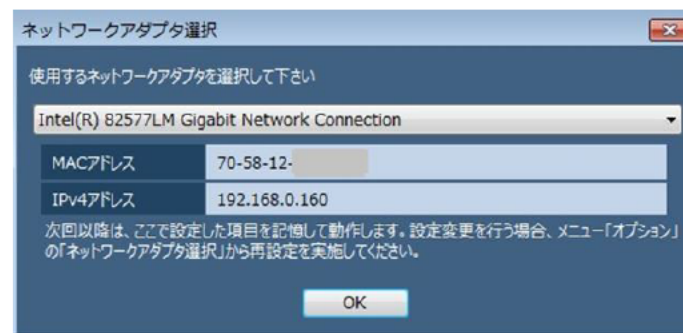 ネットワークアダプタ選択
使用するネットワークアダプタを選択して下さい
Intel(R) 82577LM Gigabit Network Connection
MACアドレス 70-58-12-
IPv4アドレス 192.168.0.160
次回以降は、ここで設定した項目を記憶して動作します。設定変更を行う場合、メニュー「オプション」
の「ネットワークアダプタ選択」から再設定を実施してください。
OK